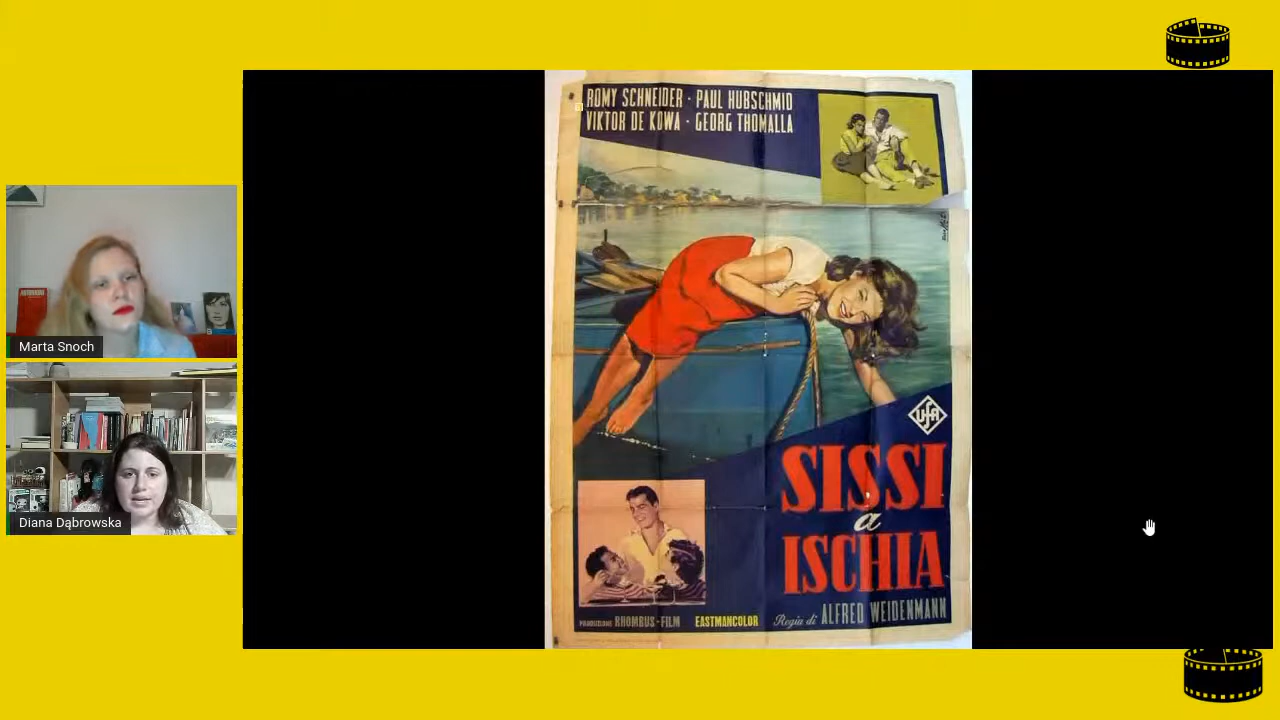 ROMY SCHNEIDER · PAUL HUBSCHMID
VIKTOR DE KOWA · GEORG THOMALLA
UFA
SISSI
a
ISCHIA
PRODUZIONE RHOMBUS-FILM EASTMANCOLOR Regia di ALFRED WEIDENMANN
Marta Snoch
Diana Dąbrowska